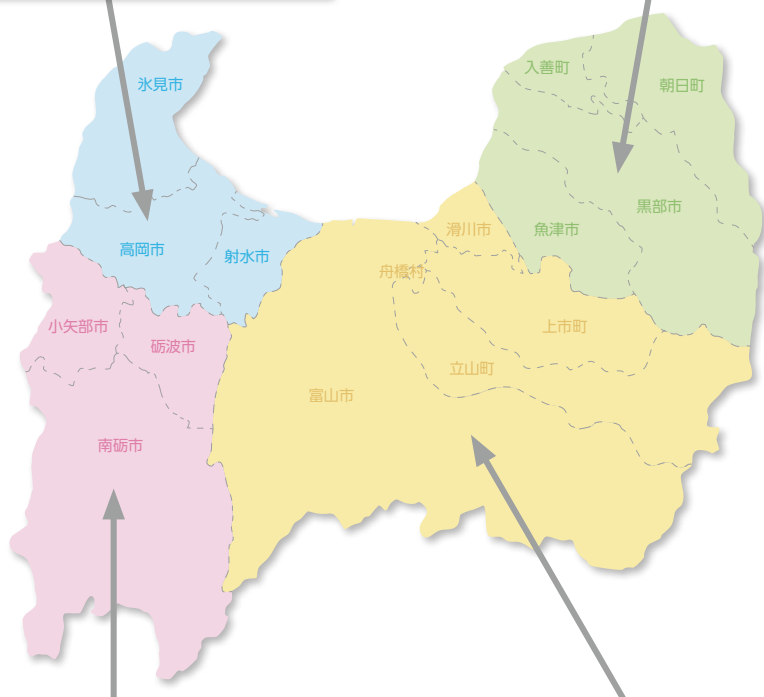 氷見市
入善町
朝日町
高岡市
射水市
滑川市
魚津市
黒部市
舟橋村
小矢部市
砺波市
上市町
立山町
富山市
南砺市